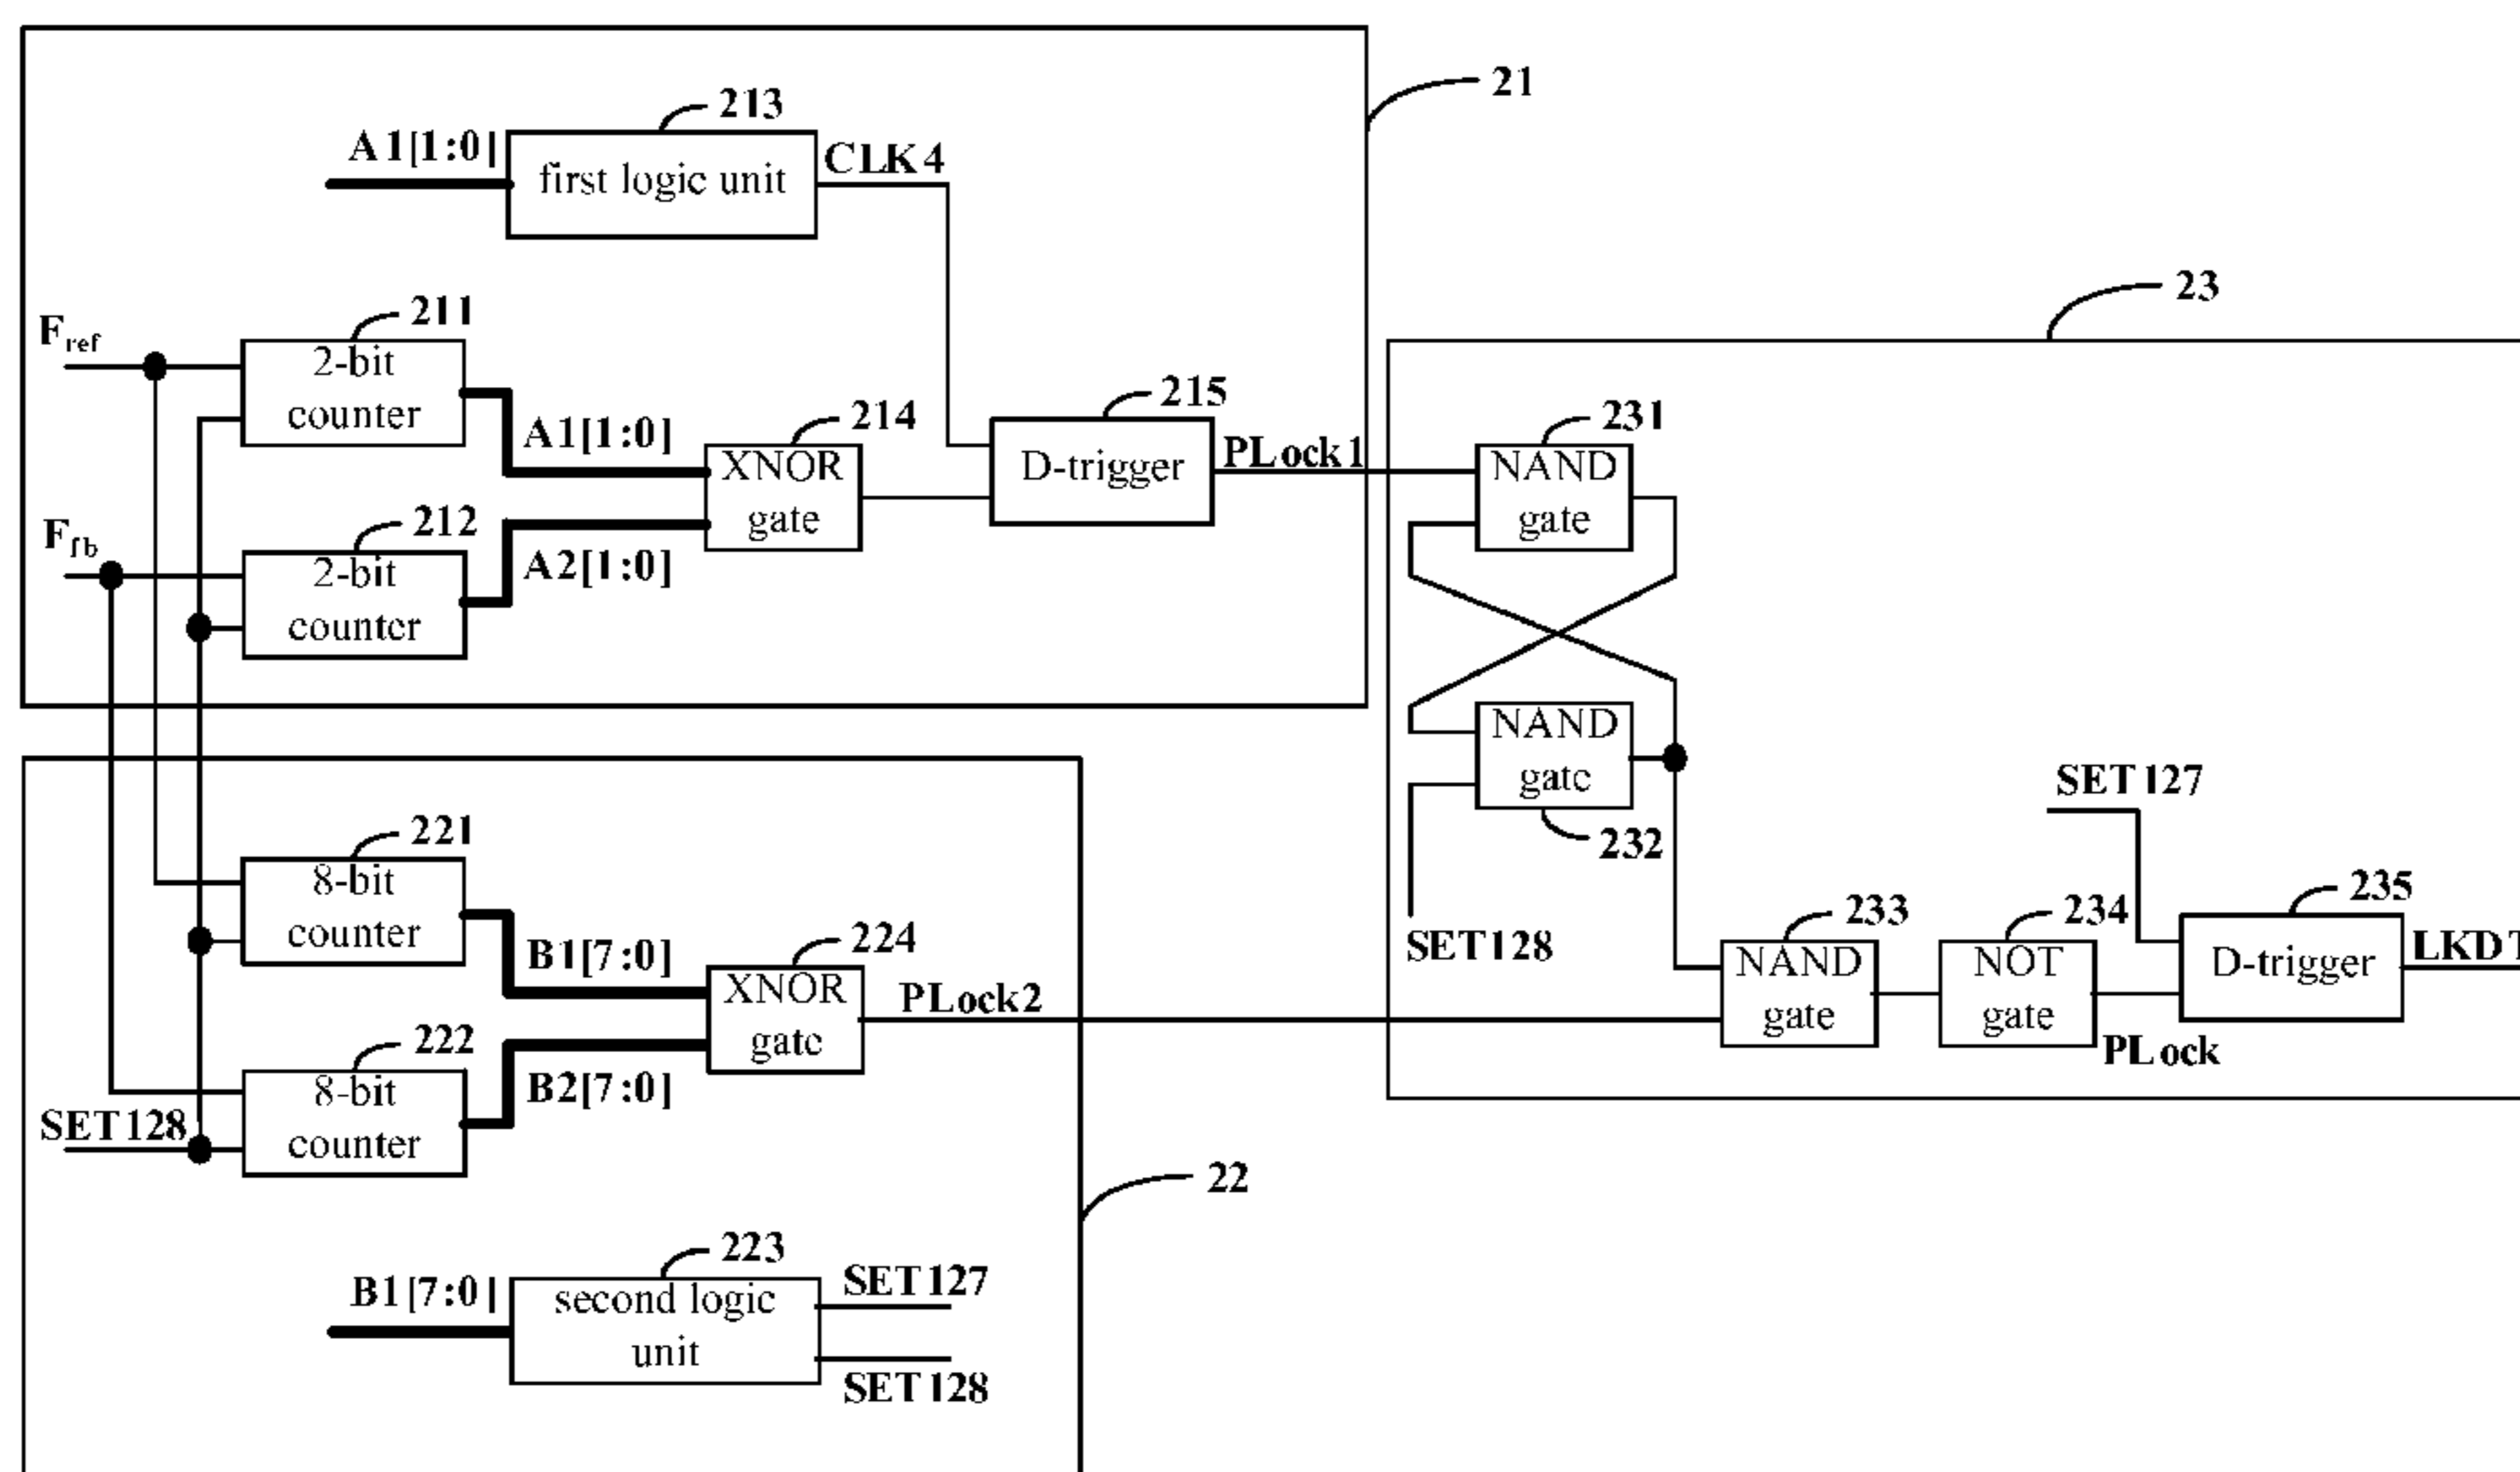 21
213
A1[1:0]
first logic unit
CLK4
23
Fref
211
2-bit
counter
A1[1:0]
214
XNOR
gate
215
D-trigger
PLock1
231
NAND
gate
Ffb
212
2-bit
counter
A2[1:0]
NAND
gate
232
SET128
SET127
221
8-bit
counter
B1[7:0]
224
XNOR
gate
PLock2
233
NAND
gate
234
NOT
gate
PLock
235
D-trigger
222
8-bit
counter
B2[7:0]
SET128
22
223
B1[7:0]
second logic
unit
SET127
SET128